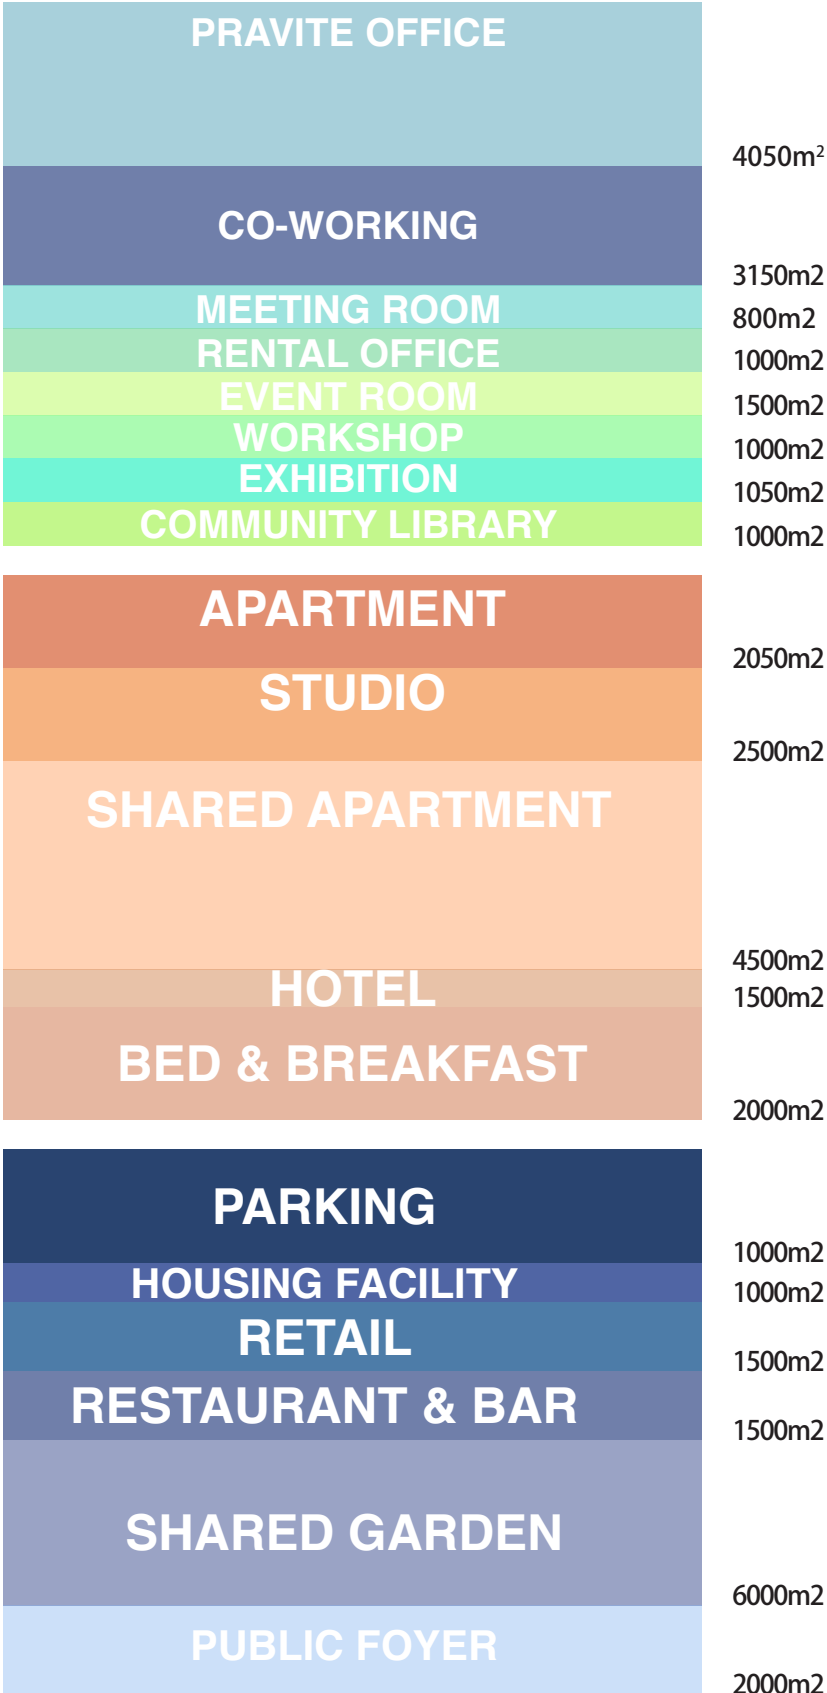 PRAVITE OFFICE
4050m²
CO-WORKING
3150m2
MEETING ROOM
800m2
RENTAL OFFICE
1000m2
EVENT ROOM
1500m2
WORKSHOP
1000m2
EXHIBITION
1050m2
COMMUNITY LIBRARY
1000m2
APARTMENT
2050m2
STUDIO
2500m2
SHARED APARTMENT
4500m2
HOTEL
1500m2
BED & BREAKFAST
2000m2
PARKING
1000m2
HOUSING FACILITY
1000m2
RETAIL
1500m2
RESTAURANT & BAR
1500m2
SHARED GARDEN
6000m2
PUBLIC FOYER
2000m2